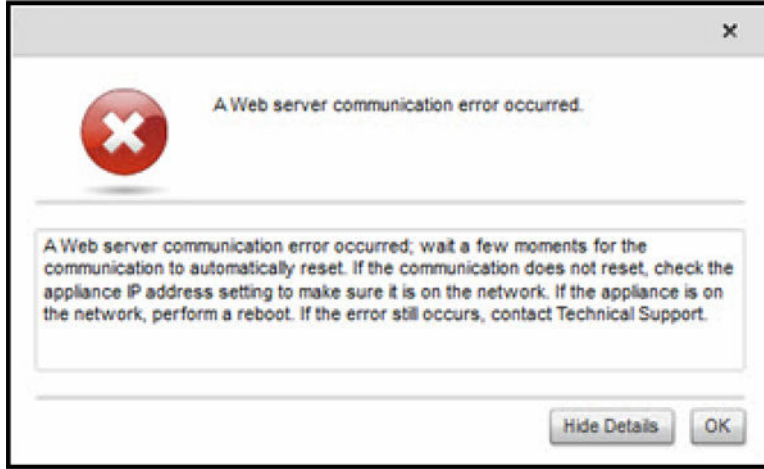 A Web server communication error occurred.
A Web server communication error occurred; wait a few moments for the
communication to automatically reset. If the communication does not reset, check the
appliance IP address setting to make sure it is on the network. If the appliance is on
the network, perform a reboot. If the error still occurs, contact Technical Support.
Hide Details OK